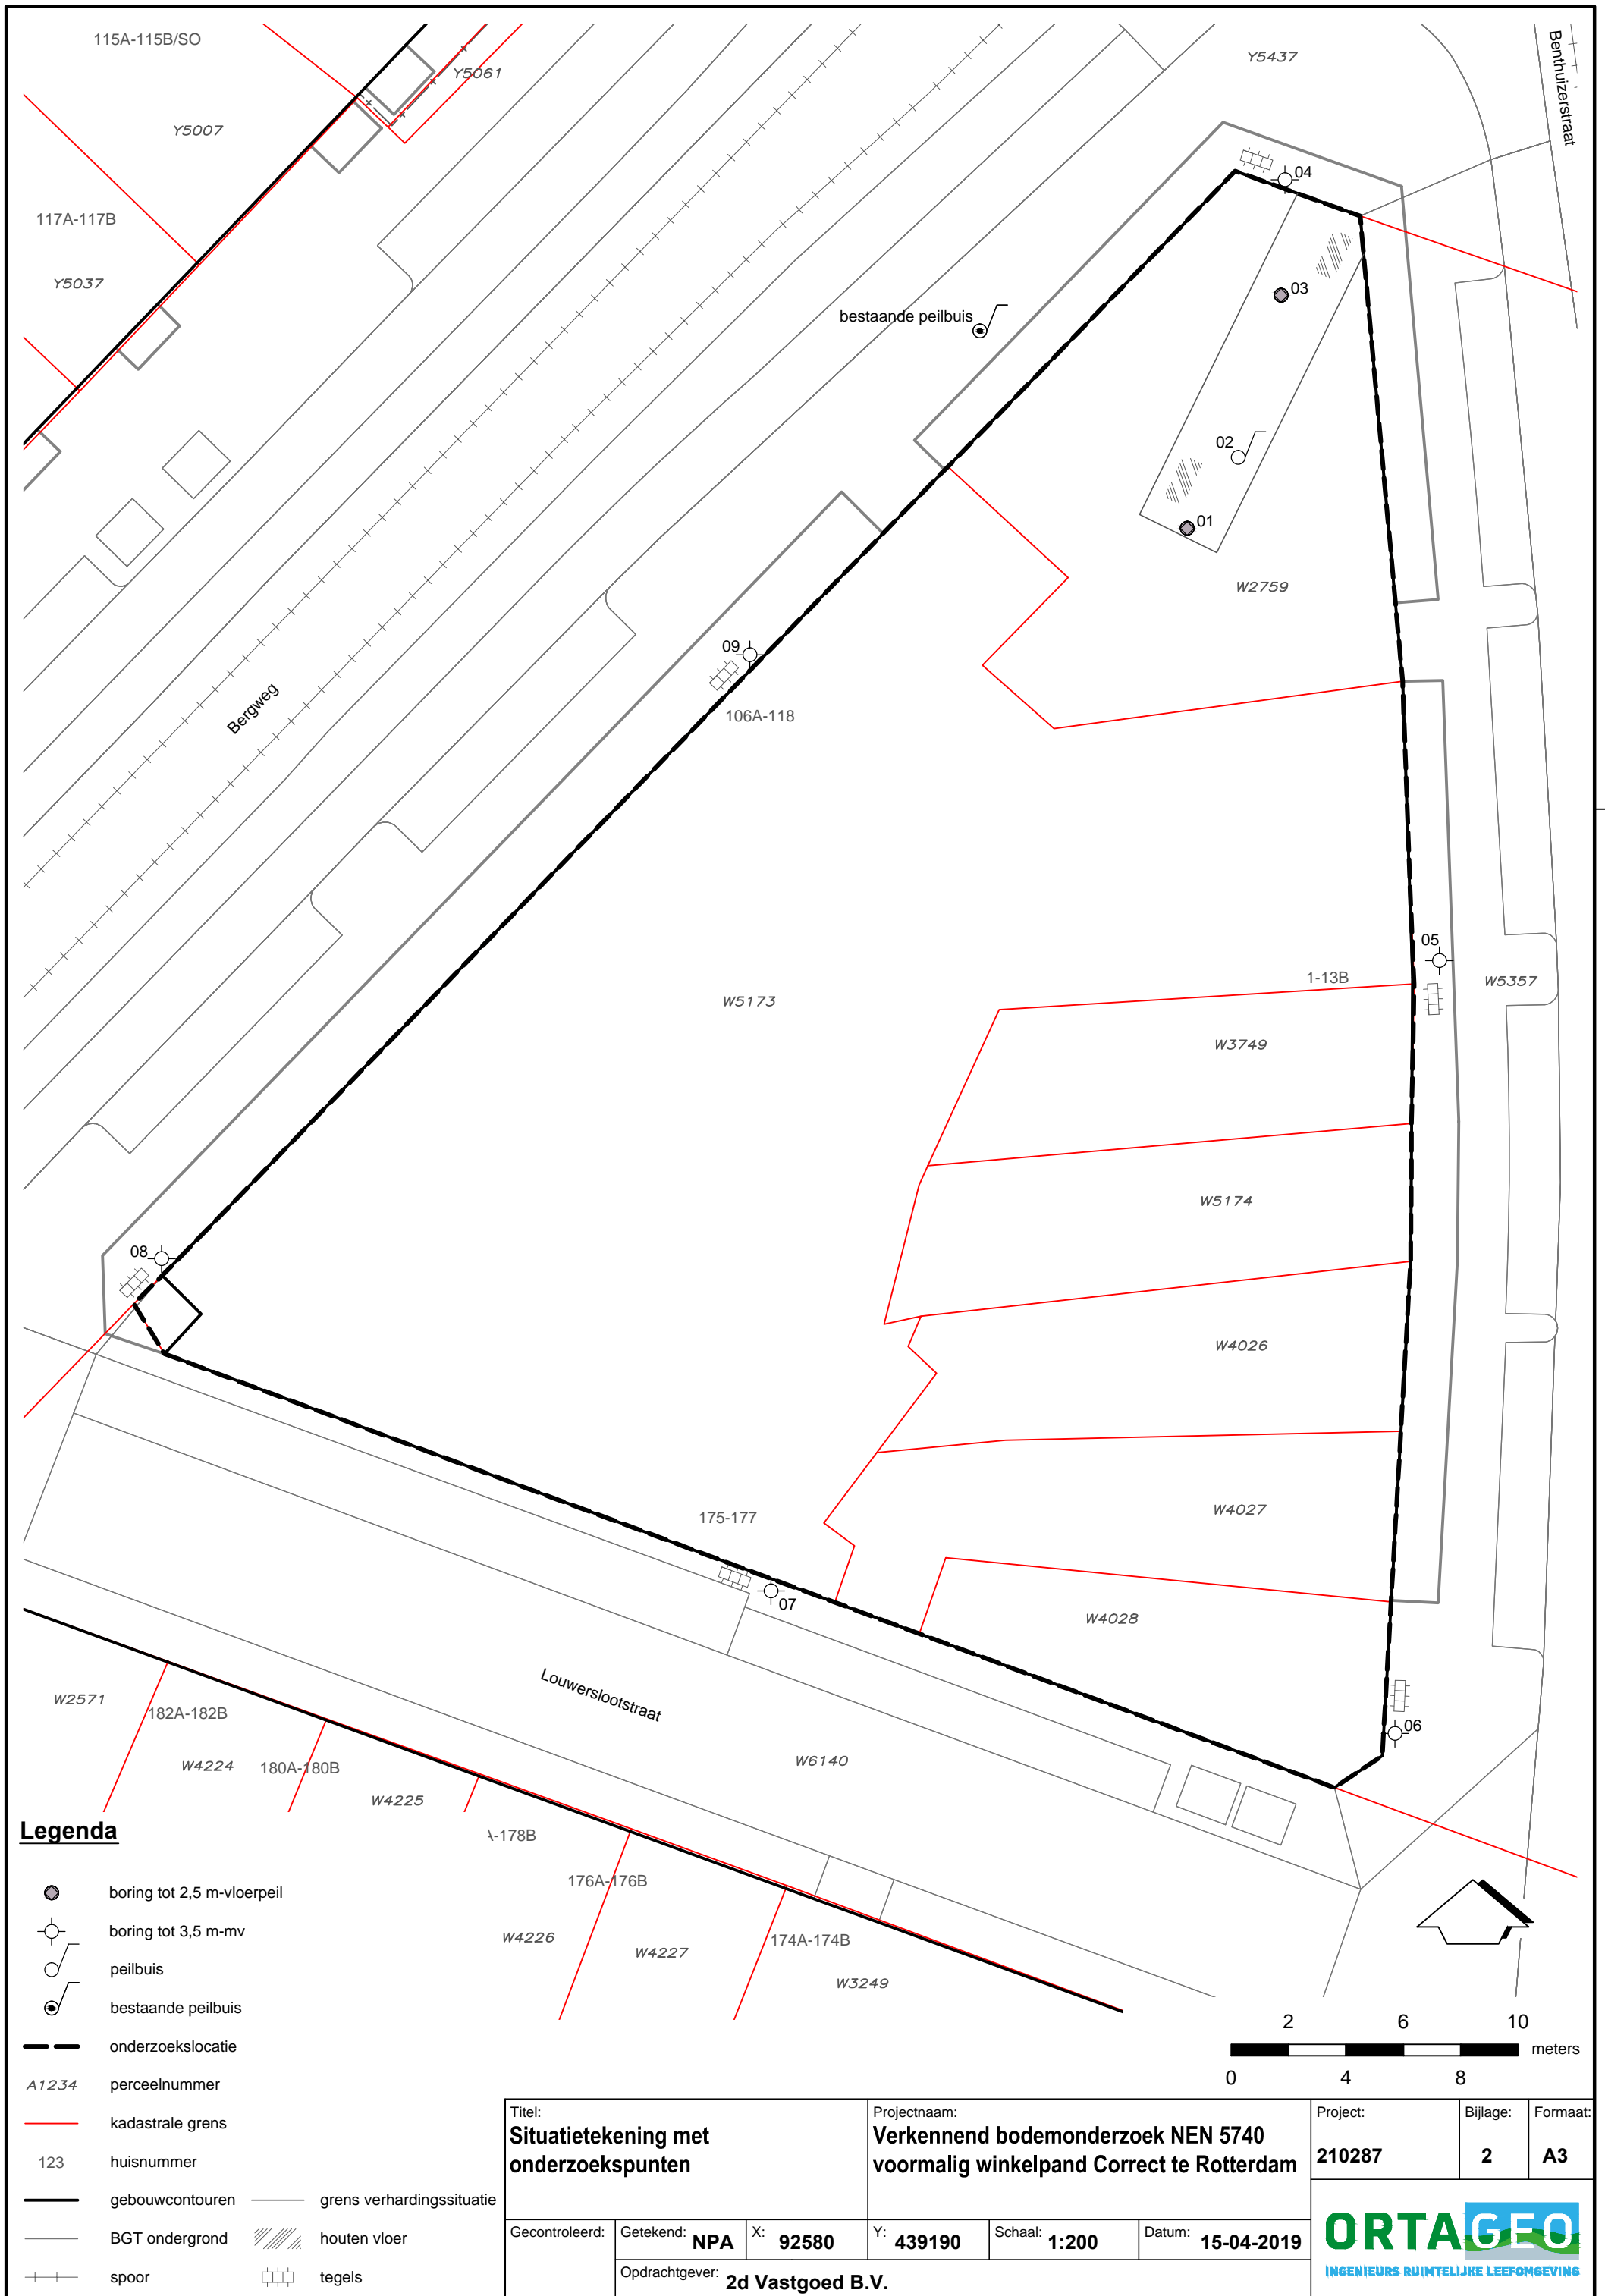 115A-115B/SO
Y5061
Y5437
Benthuizerstraat
Y5007
04
117A-117B
Y5037
03
bestaande peilbuis
02
01
W2759
09
Bergweg
106A-118
05
1-13B
W5357
W5173
W3749
W5174
08
W4026
W4027
175-177
07
W4028
Louwerslootstraat
W2571
182A-182B
06
W4224
180A-180B
W6140
W4225
\-178B
176A-176B
W4226
W4227
174A-174B
W3249
Legenda
boring tot 2,5 m-vloerpeil
boring tot 3,5 m-mv
peilbuis
bestaande peilbuis
onderzoekslocatie
A1234 perceelnummer
kadastrale grens
123 huisnummer
gebouwcontouren
grens verhardingssituatie
BGT ondergrond
houten vloer
spoor
tegels
2 6 10
meters
0 4 8
Titel:
Situatietekening met
onderzoekspunten
Projectnaam:
Verkennend bodemonderzoek NEN 5740
voormalig winkelpand Correct te Rotterdam
Project:
210287
Bijlage:
2
Formaat:
A3
Gecontroleerd:
Getekend: NPA
X: 92580
Y: 439190
Schaal: 1:200
Datum: 15-04-2019
Opdrachtgever: 2d Vastgoed B.V.
ORTAGEO
INGENIEURS RUIMTELIJKE LEEFOMGEVING